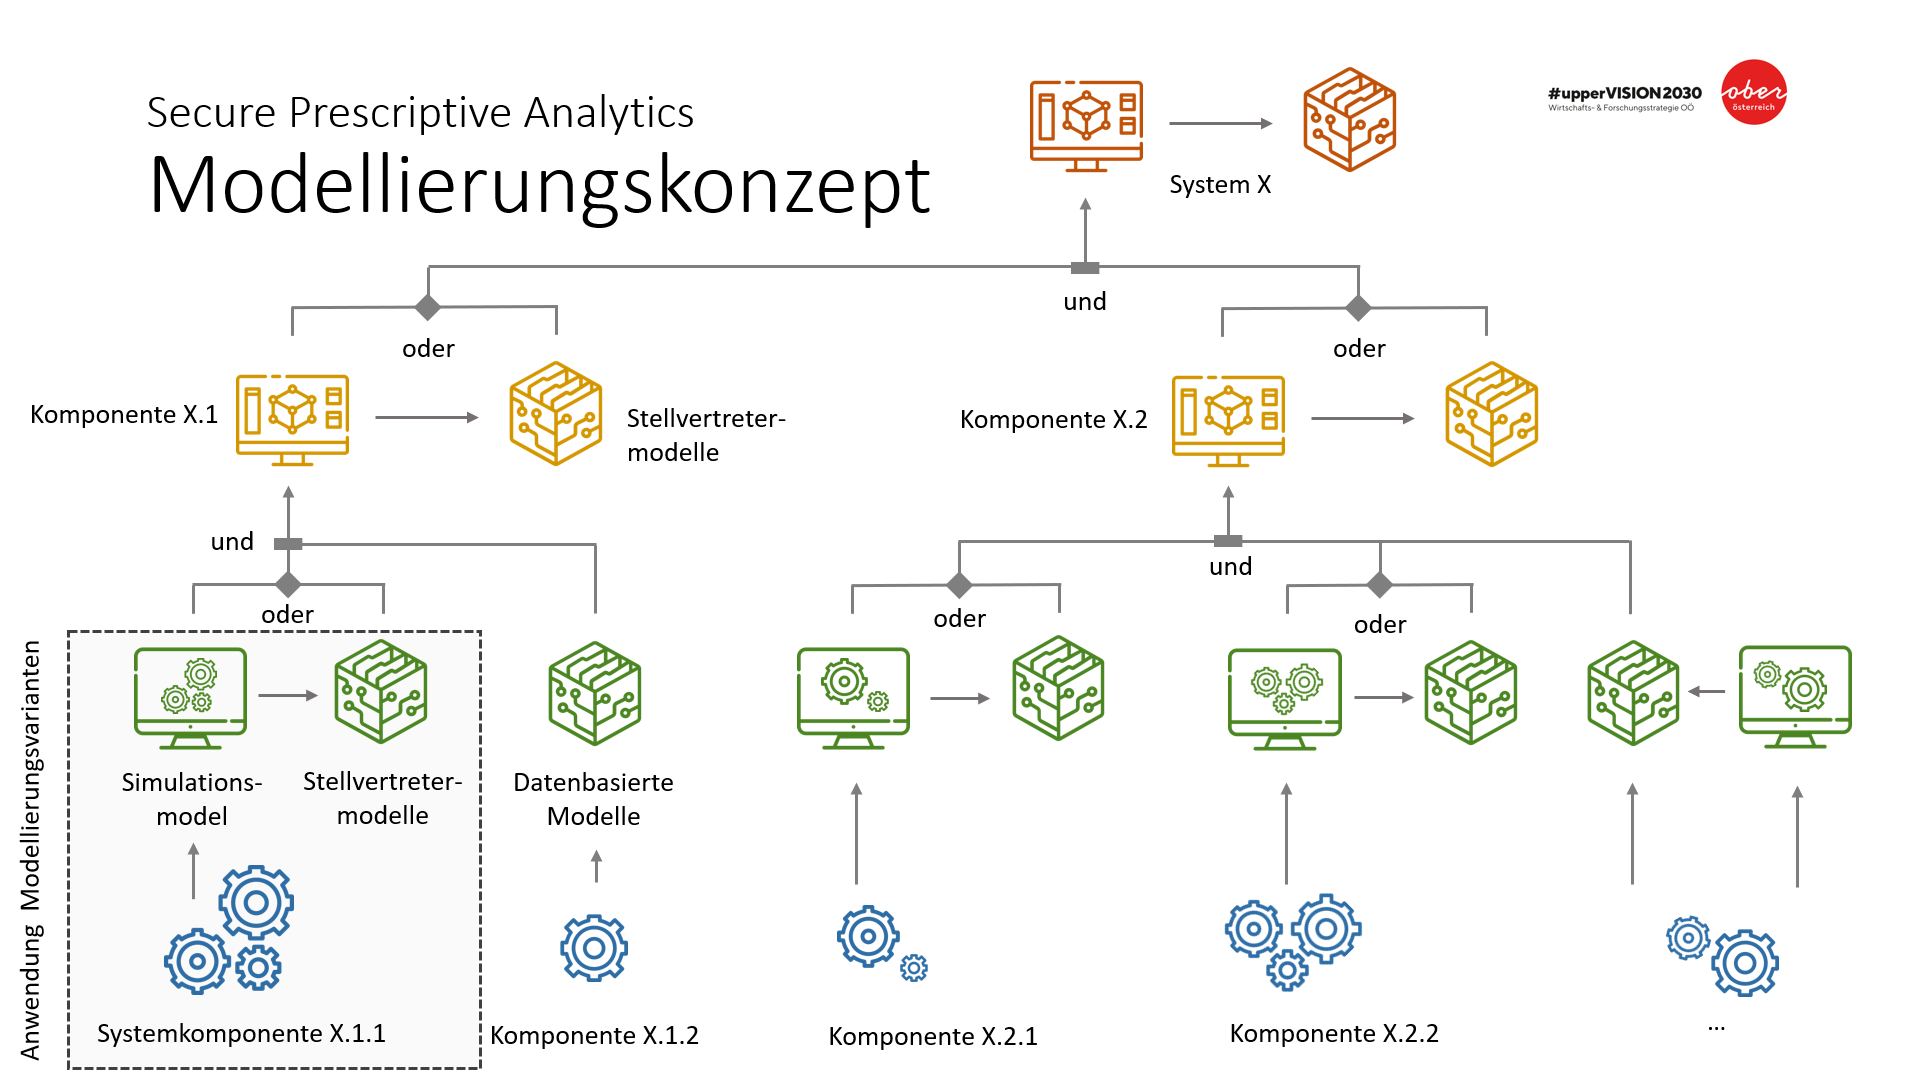 Secure Prescriptive Analytics
Modellierungskonzept
#upperVISION2030
Wirtschafts- & Forschungsstrategie OÖ
ober
österreich
System X
und
oder
oder
Komponente X.1
Stellvertreter-
modelle
Komponente X.2
und
oder
und
oder
oder
Anwendung Modellierungsvarianten
Simulations-
model
Stellvertreter-
modelle
Datenbasierte
Modelle
Systemkomponente X.1.1
Komponente X.1.2
Komponente X.2.1
Komponente X.2.2
...